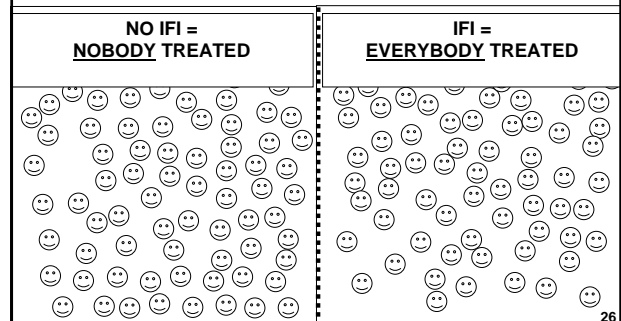 NO IFI =
NOBODY TREATED
IFI =
EVERYBODY TREATED
26